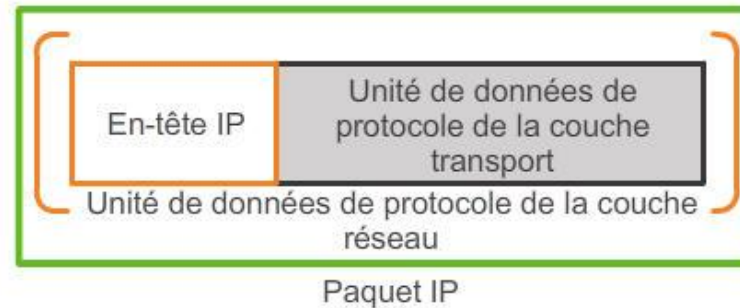 En-tête IP
Unité de données de
protocole de la couche
transport
Unité de données de protocole de la couche
réseau
Paquet IP